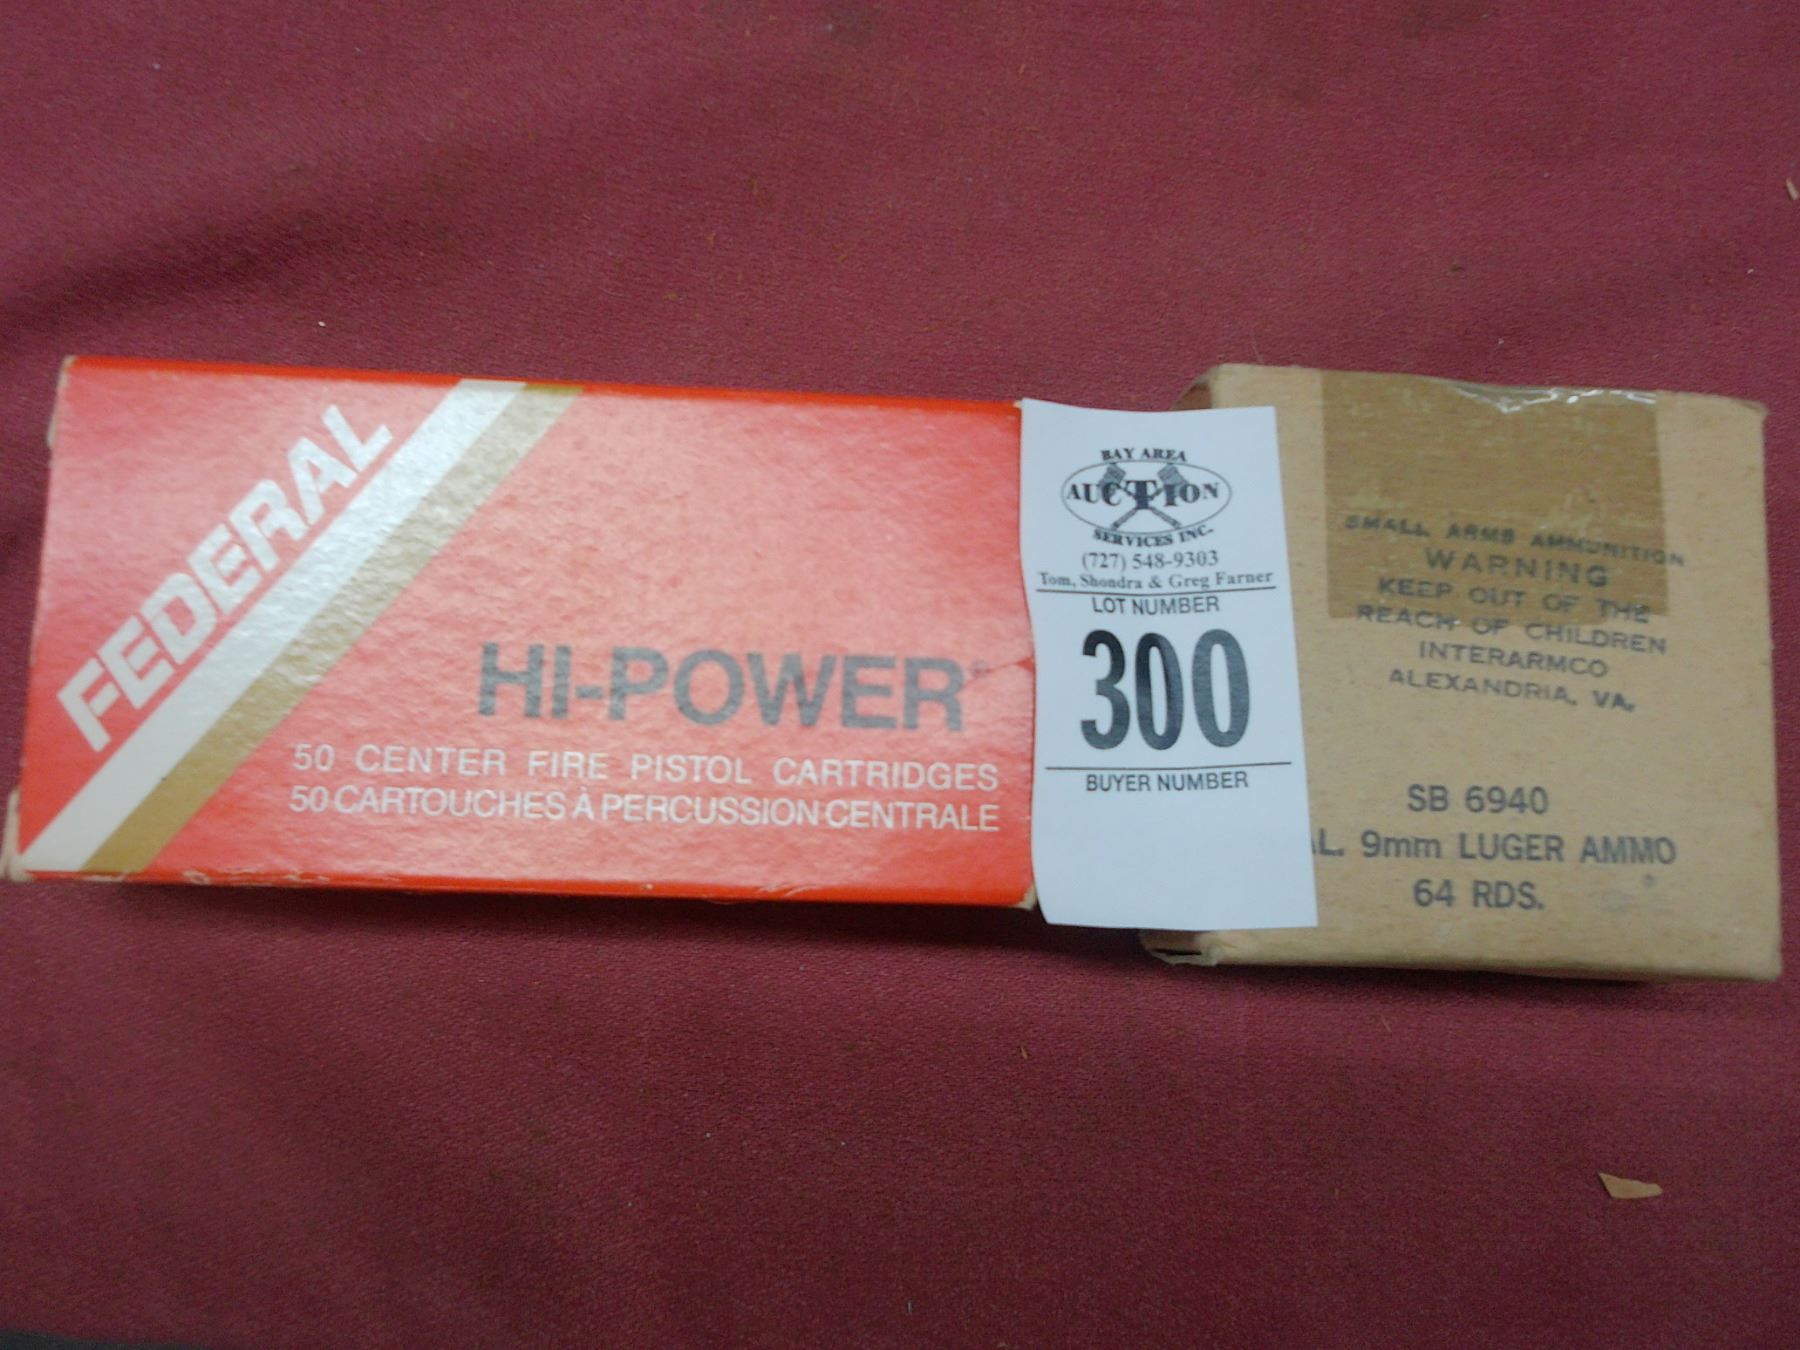 FEDERAL
HI-POWER®
50 CENTER FIRE PISTOL CARTRIDGES
50 CARTOUCHES À PERCUSSION CENTRALE
BAY AREA
AUCTION
SERVICES INC.
(727) 548-9303
Tom, Shondra & Greg Farner
LOT NUMBER
300
BUYER NUMBER
SMALL ARMS AMMUNITION
WARNING
KEEP OUT OF THE
REACH OF CHILDREN
INTERARMCO
ALEXANDRIA, VA.
SB 6940
AL. 9mm LUGER AMMO
64 RDS.